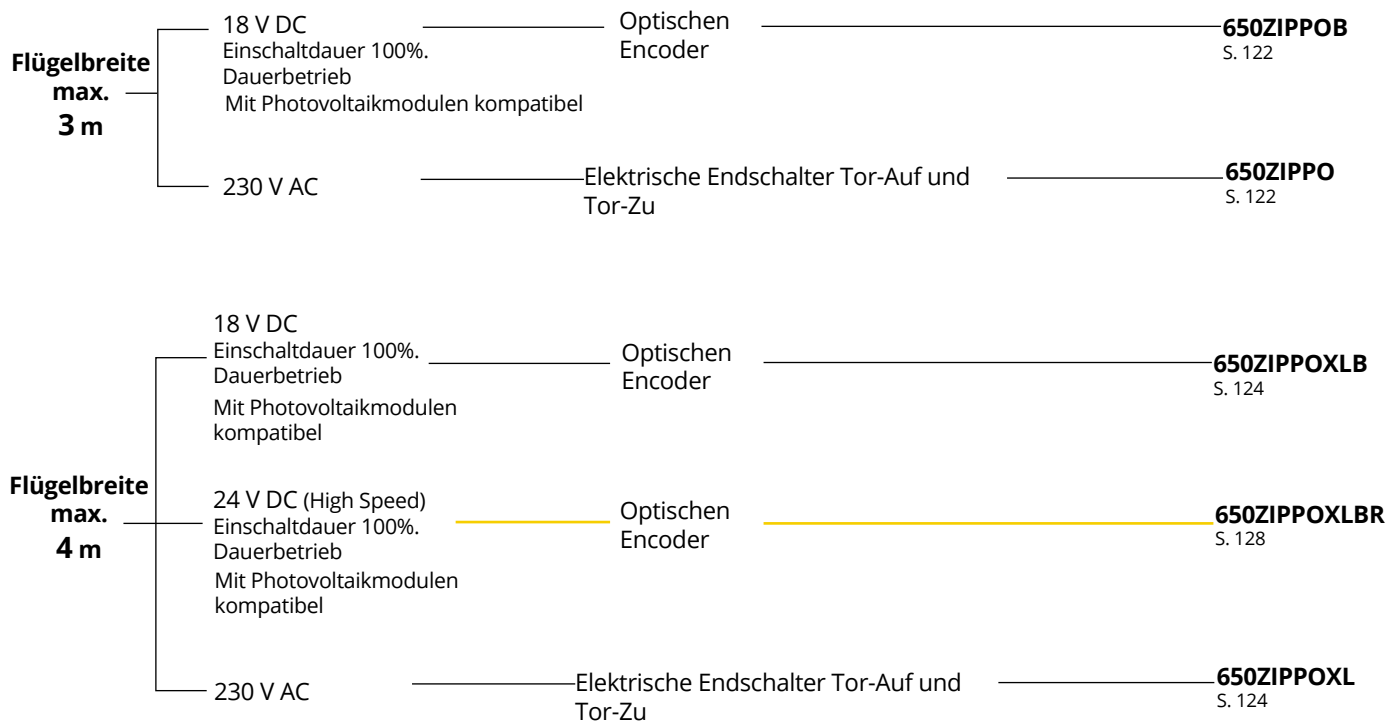 Flügelbreite
max.
3 m
18 V DC
Einschaltdauer 100%.
Dauerbetrieb
Mit Photovoltaikmodulen kompatibel
Optischen
Encoder
650ZIPPOB
S. 122
230 V AC
Elektrische Endschalter Tor-Auf und
Tor-Zu
650ZIPPO
S. 122
Flügelbreite
max.
4 m
18 V DC
Einschaltdauer 100%.
Dauerbetrieb
Mit Photovoltaikmodulen
kompatibel
Optischen
Encoder
650ZIPPOXLB
S. 124
24 V DC (High Speed)
Einschaltdauer 100%.
Dauerbetrieb
Mit Photovoltaikmodulen
kompatibel
Optischen
Encoder
650ZIPPOXLBR
S. 128
230 V AC
Elektrische Endschalter Tor-Auf und
Tor-Zu
650ZIPPOXL
S. 124